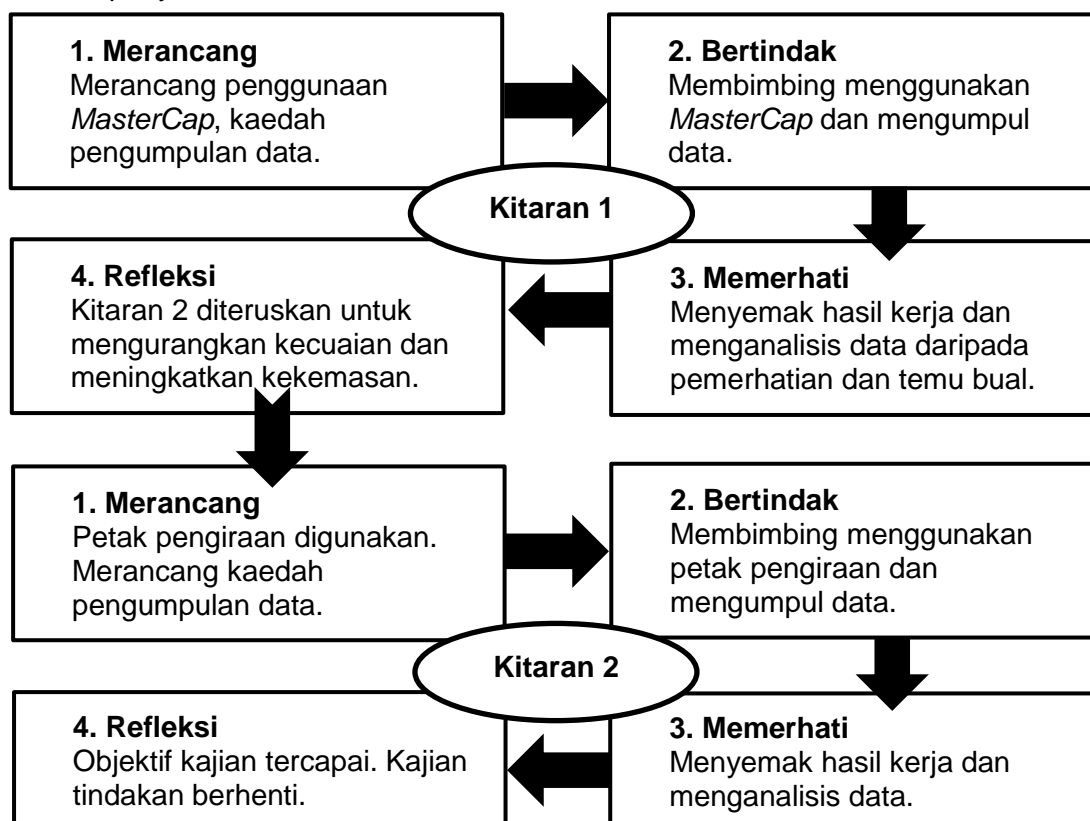 1. Merancang
Merancang penggunaan
MasterCap, kaedah
pengumpulan data.
2. Bertindak
Membimbing menggunakan
MasterCap dan mengumpul
data.
Kitaran 1
3. Memerhati
Menyemak hasil kerja dan
menganalisis data daripada
pemerhatian dan temu bual.
4. Refleksi
Kitaran 2 diteruskan untuk
mengurangkan kecuaian dan
meningkatkan kekemasan.
1. Merancang
Petak pengiraan digunakan.
Merancang kaedah
pengumpulan data.
2. Bertindak
Membimbing menggunakan
petak pengiraan dan
mengumpul data.
Kitaran 2
3. Memerhati
Menyemak hasil kerja dan
menganalisis data.
4. Refleksi
Objektif kajian tercapai. Kajian
tindakan berhenti.